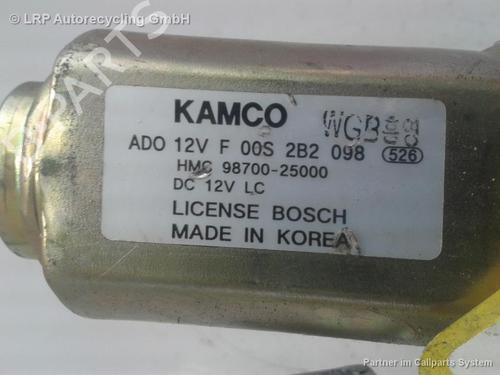 © LRP Autorecycling GmbH
PARTS
KAMCO
WGB
ADO 12V F 00S 2B2 098 526
HMC 98700-25000
DC 12V LC
LICENSE BOSCH
MADE IN KOREA
Partner im Callparts System